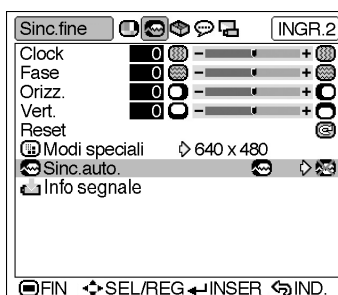 Sinc.fine INGR.2
Clock 0 - +
Fase 0 - +
Orizz. 0 - +
Vert. 0 - +
Reset
Modi speciali 640 x 480
Sinc.auto.
Info segnale
FIN SEL/REG INSER IND.